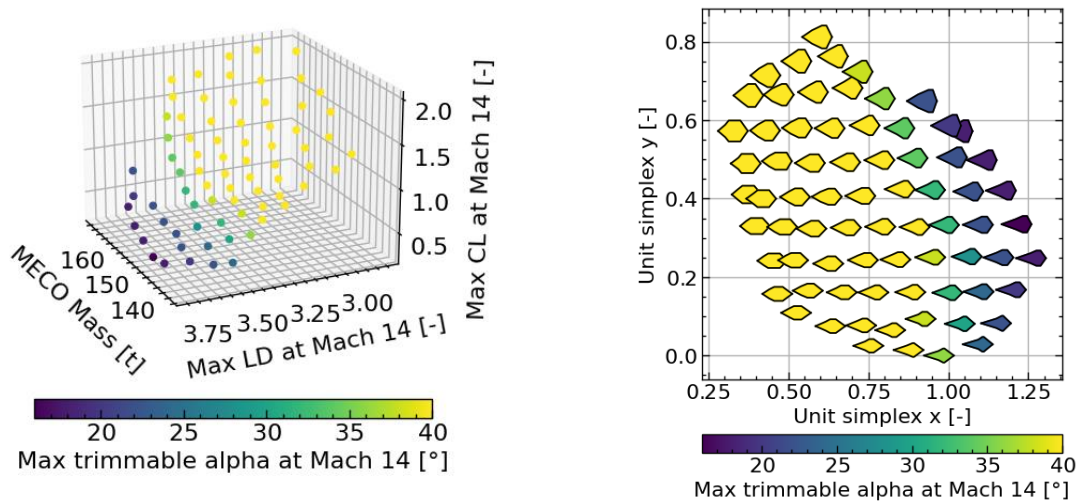 2.0
1.5
1.0
0.5
Max CL at Mach 14 [-]
160
150
140
MECO Mass [t]
3.75
3.50
3.25
3.00
Max LD at Mach 14 [-]
20 25 30 35 40
Max trimmable alpha at Mach 14 [°]
0.8
0.6
0.4
0.2
0.0
Unit simplex y [-]
0.25 0.50 0.75 1.00 1.25
Unit simplex x [-]
20 25 30 35 40
Max trimmable alpha at Mach 14 [°]